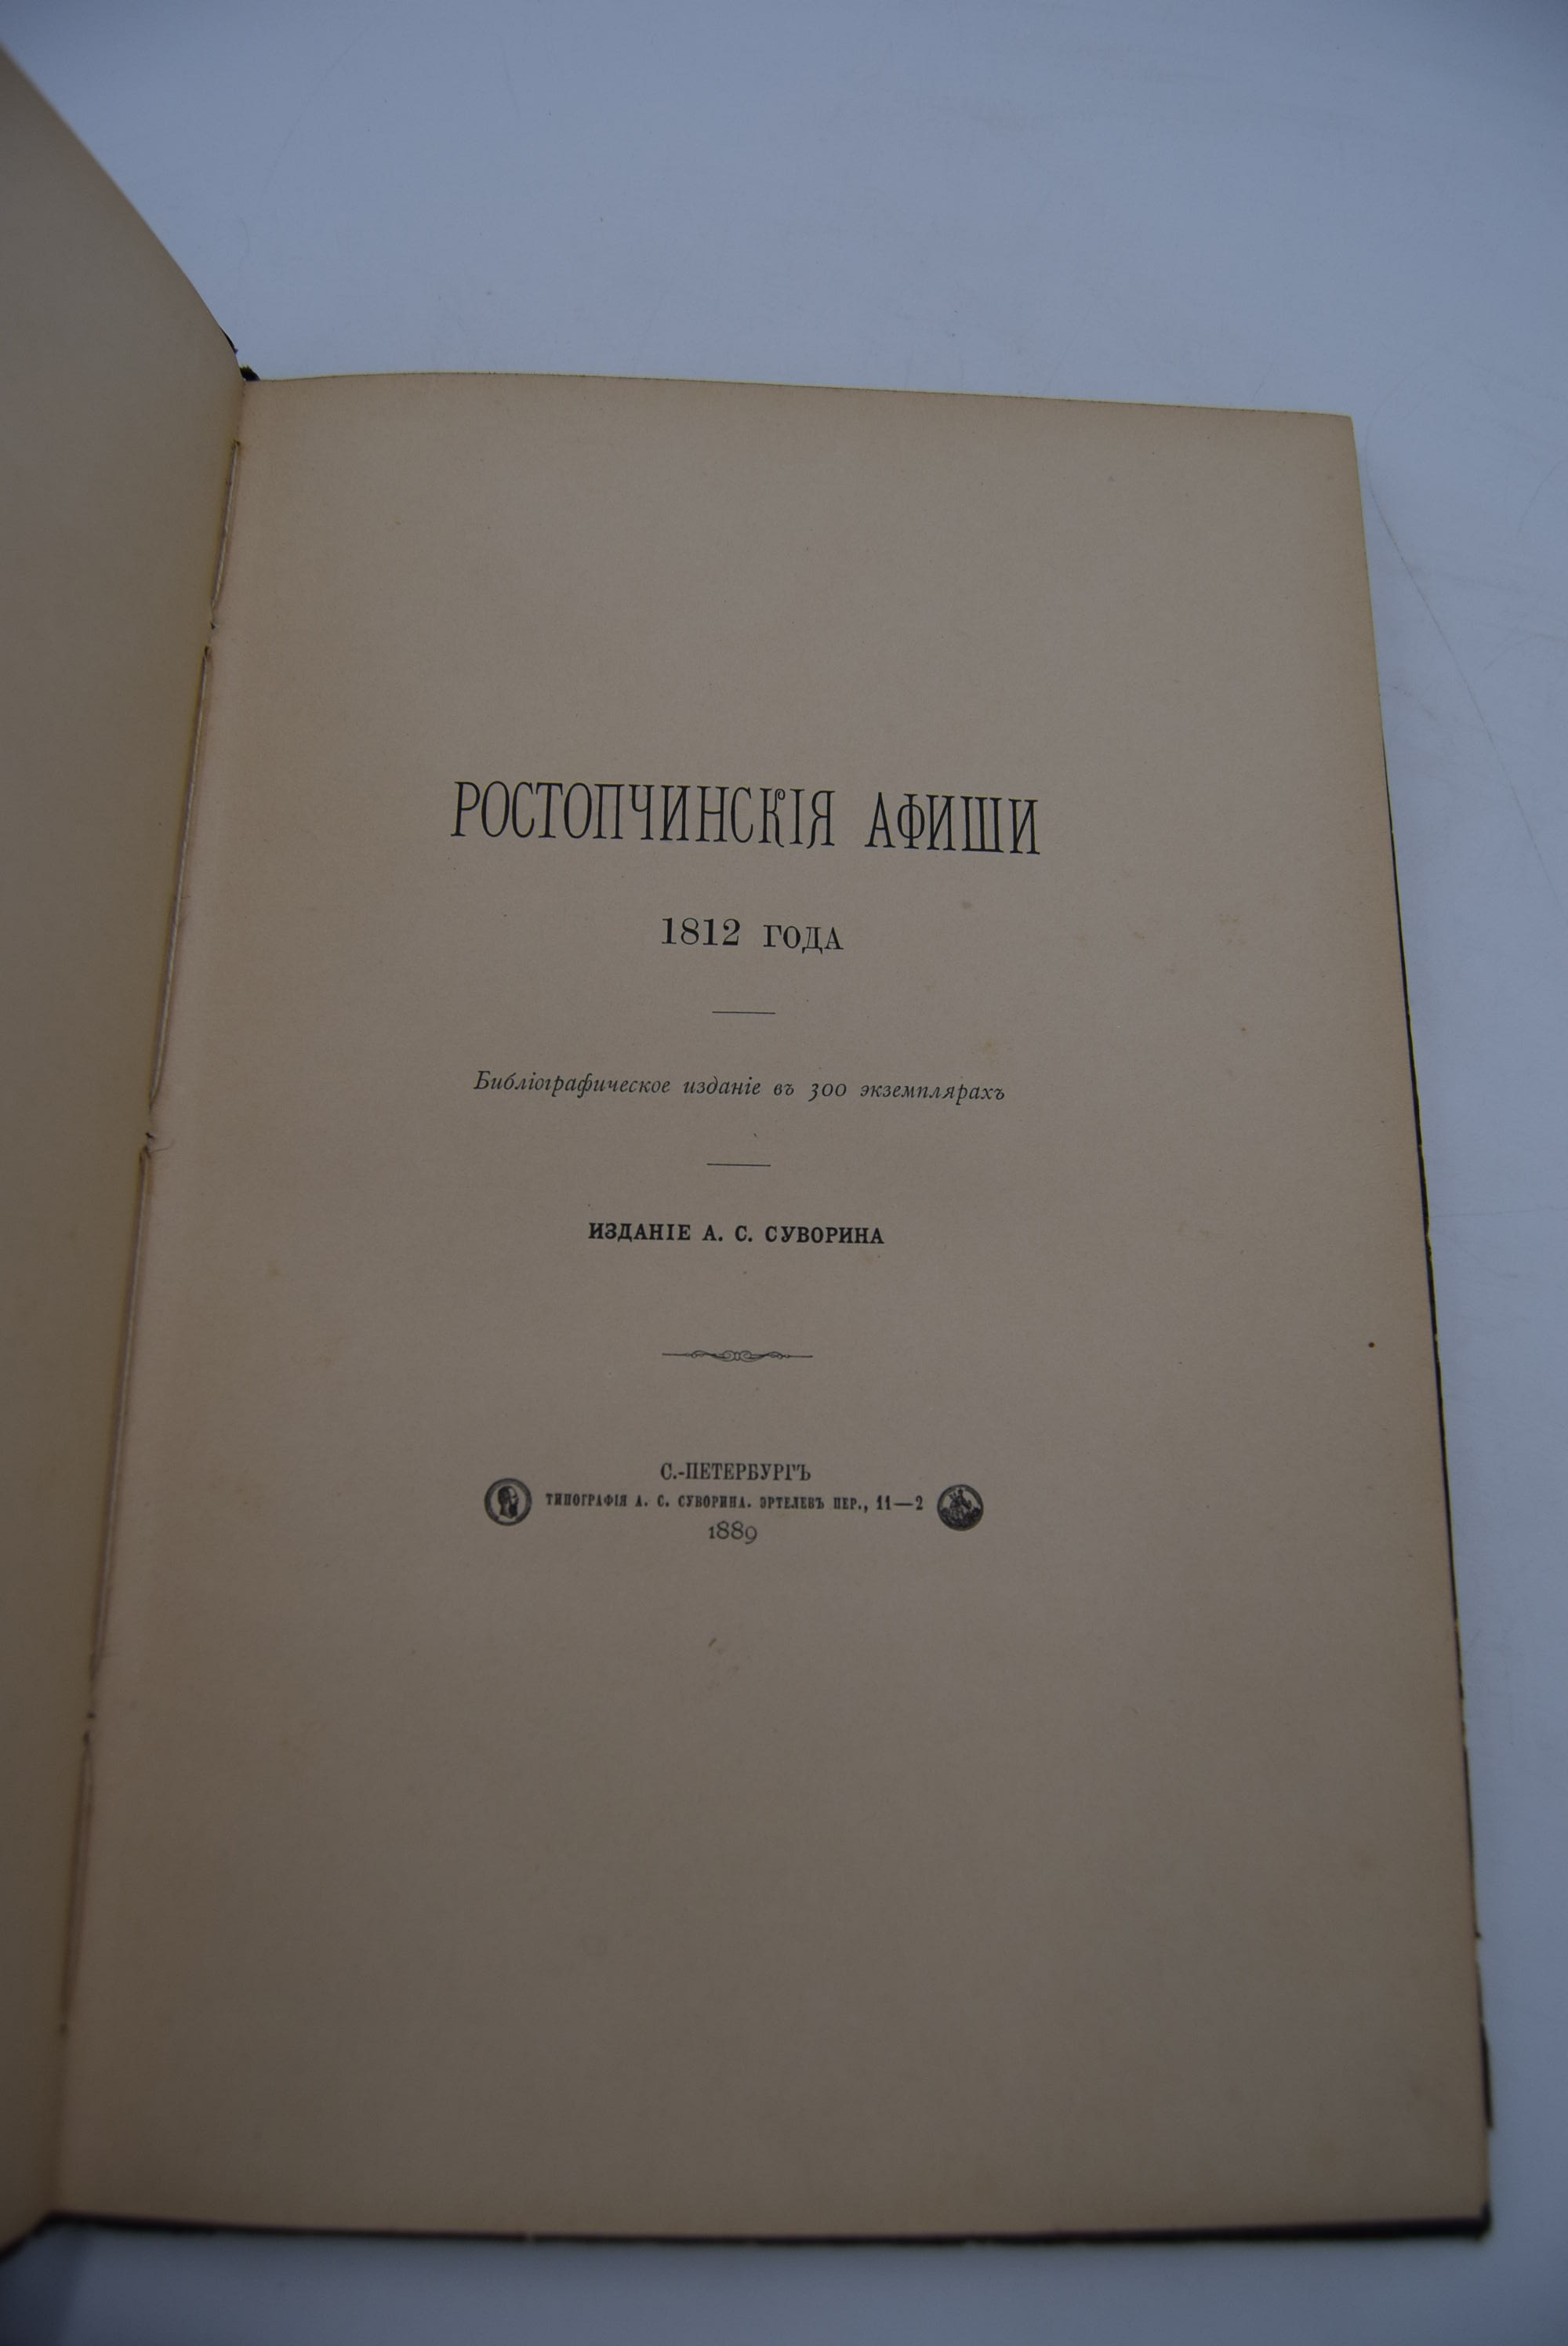 РОСТОПЧИНСКІЯ АФИШИ
1812 ГОДА
Библіографическое изданіе въ 300 экземплярахъ
ИЗДАНІЕ А. С. СУВОРИНА
С.-ПЕТЕРБУРГЪ
ТИПОГРАФІЯ А. С. СУВОРИНА. ЭРТЕЛЕВЪ ПЕР., 11—2
1889